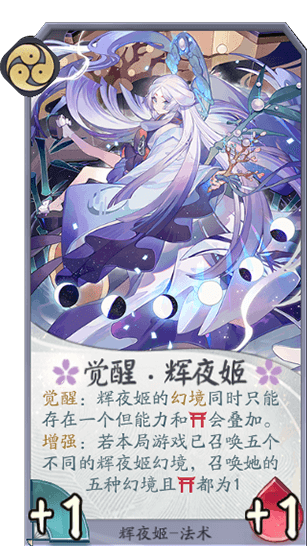 觉醒·辉夜姬
觉醒：辉夜姬的幻境同时只能
存在一个但能力和⛩会叠加。
增强：若本局游戏已召唤五个
不同的辉夜姬幻境，召唤她的
五种幻境且⛩都为1
+1
辉夜姬-法术
+1